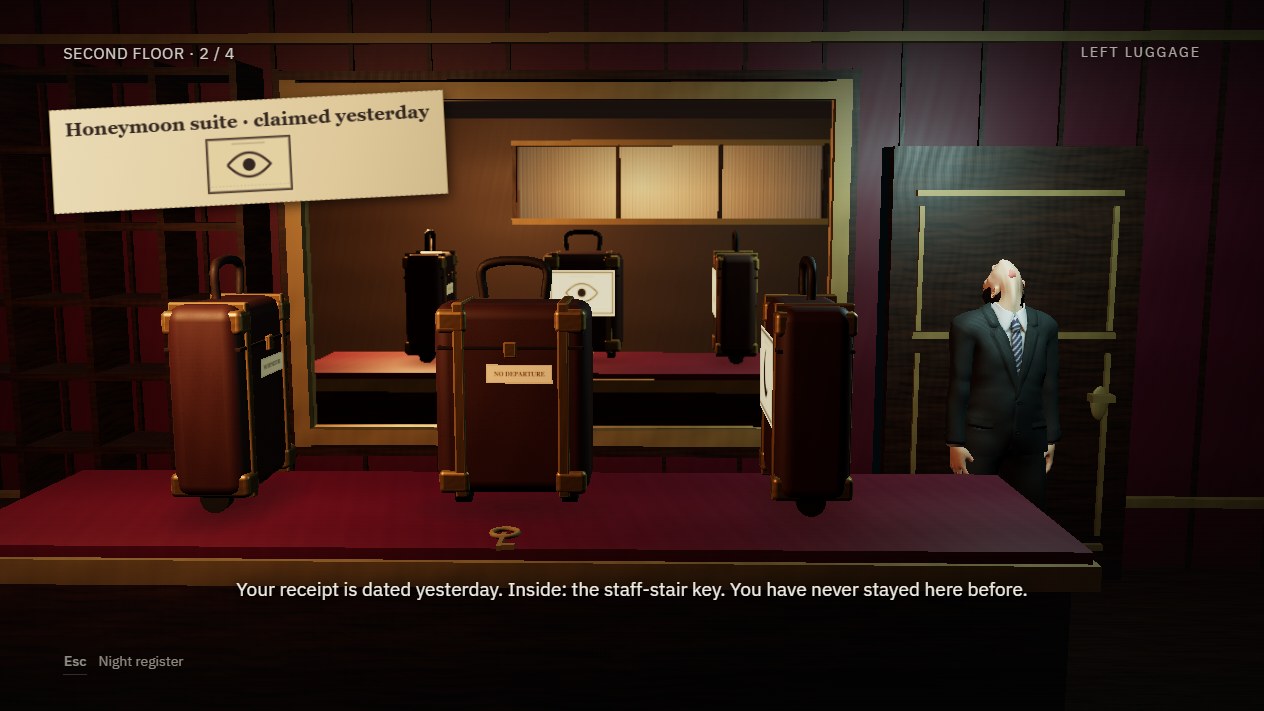 SECOND FLOOR · 2 / 4
LEFT LUGGAGE
Honeymoon suite · claimed yesterday
NO DEPARTURE
Your receipt is dated yesterday. Inside: the staff-stair key. You have never stayed here before.
Esc Night register